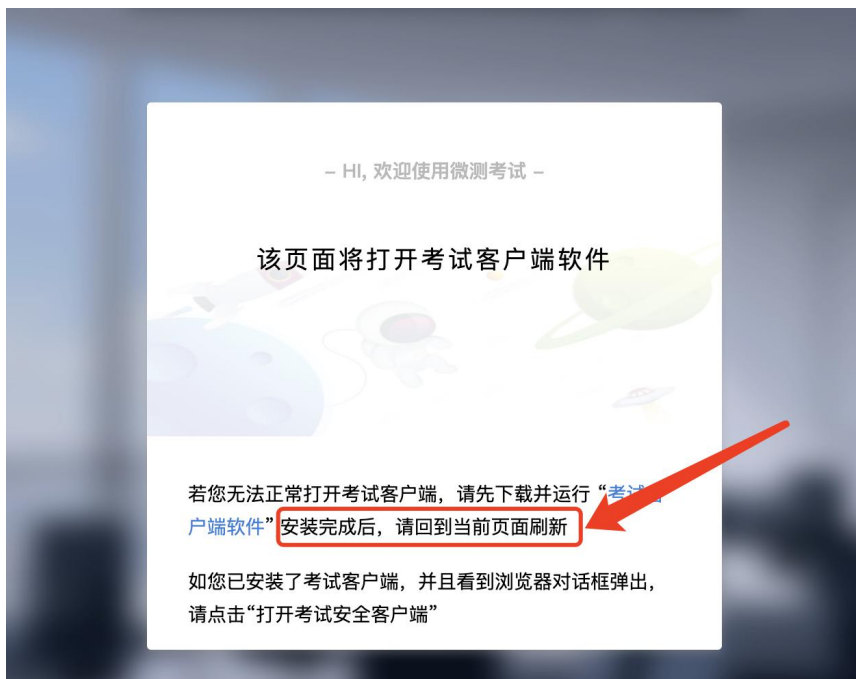 – HI, 欢迎使用微测考试 –
该页面将打开考试客户端软件
若您无法正常打开考试客户端，请先下载并运行 “考试客
户端软件” 安装完成后，请回到当前页面刷新
如您已安装了考试客户端，并且看到浏览器对话框弹出，
请点击“打开考试安全客户端”